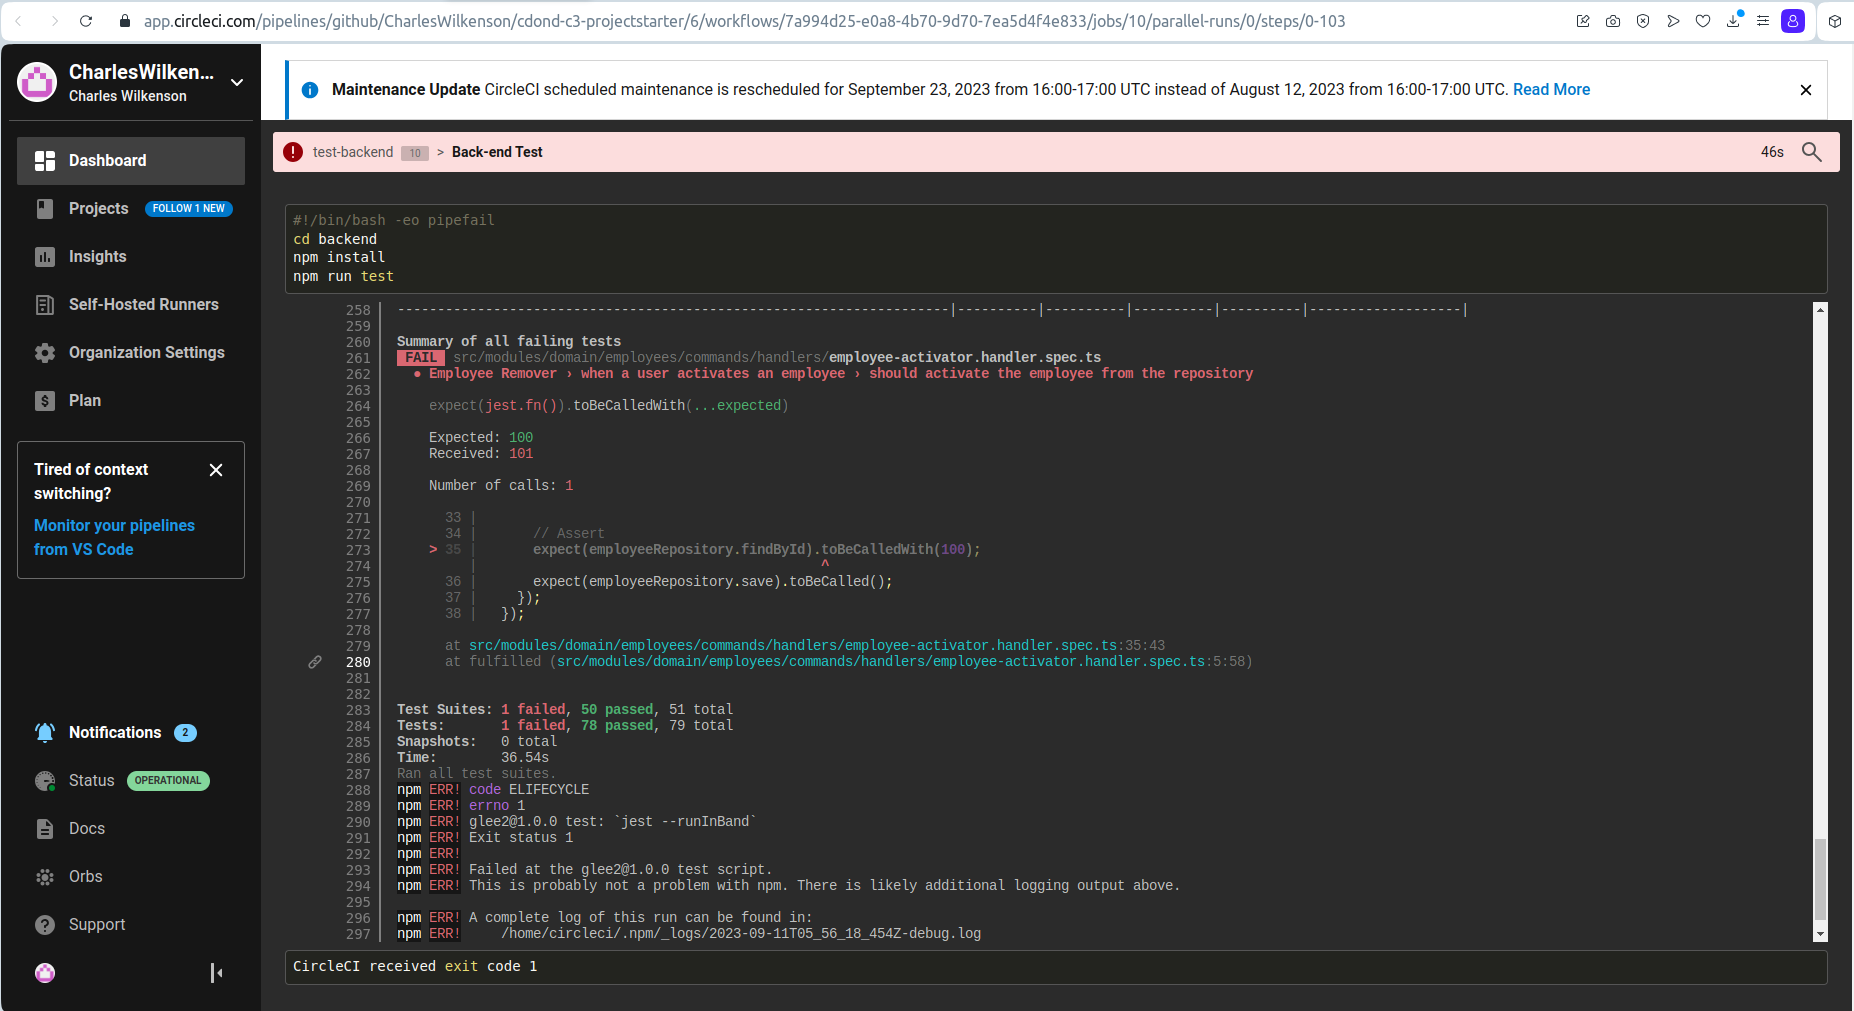 app.circleci.com/pipelines/github/CharlesWilkenson/cdond-c3-projectstarter/6/workflows/7a994d25-e0a8-4b70-9d70-7ea5d4f4e833/jobs/10/parallel-runs/0/steps/0-103
CharlesWilken...
Charles Wilkenson
Dashboard
Projects FOLLOW 1 NEW
Insights
Self-Hosted Runners
Organization Settings
Plan
Tired of context
switching?
Monitor your pipelines
from VS Code
Notifications 2
Status OPERATIONAL
Docs
Orbs
Support
Maintenance Update CircleCI scheduled maintenance is rescheduled for September 23, 2023 from 16:00-17:00 UTC instead of August 12, 2023 from 16:00-17:00 UTC. Read More
test-backend 10 > Back-end Test 46s
#!/bin/bash -eo pipefail
cd backend
npm install
npm run test
258 ---------------------------------------------------------------------|----------|----------|----------|----------|-------------------|
259
260 Summary of all failing tests
261 FAIL src/modules/domain/employees/commands/handlers/employee-activator.handler.spec.ts
262 ● Employee Remover › when a user activates an employee › should activate the employee from the repository
263
264 expect(jest.fn()).toBeCalledWith(...expected)
265
266 Expected: 100
267 Received: 101
268
269 Number of calls: 1
270
271 33 |
272 34 | // Assert
273 > 35 | expect(employeeRepository.findById).toBeCalledWith(100);
274 | ^
275 36 | expect(employeeRepository.save).toBeCalled();
276 37 | });
277 38 | });
278
279 at src/modules/domain/employees/commands/handlers/employee-activator.handler.spec.ts:35:43
280 at fulfilled (src/modules/domain/employees/commands/handlers/employee-activator.handler.spec.ts:5:58)
281
282
283 Test Suites: 1 failed, 50 passed, 51 total
284 Tests: 1 failed, 78 passed, 79 total
285 Snapshots: 0 total
286 Time: 36.54s
287 Ran all test suites.
288 npm ERR! code ELIFECYCLE
289 npm ERR! errno 1
290 npm ERR! glee2@1.0.0 test: `jest --runInBand`
291 npm ERR! Exit status 1
292 npm ERR!
293 npm ERR! Failed at the glee2@1.0.0 test script.
294 npm ERR! This is probably not a problem with npm. There is likely additional logging output above.
295
296 npm ERR! A complete log of this run can be found in:
297 npm ERR! /home/circleci/.npm/_logs/2023-09-11T05_56_18_454Z-debug.log
CircleCI received exit code 1